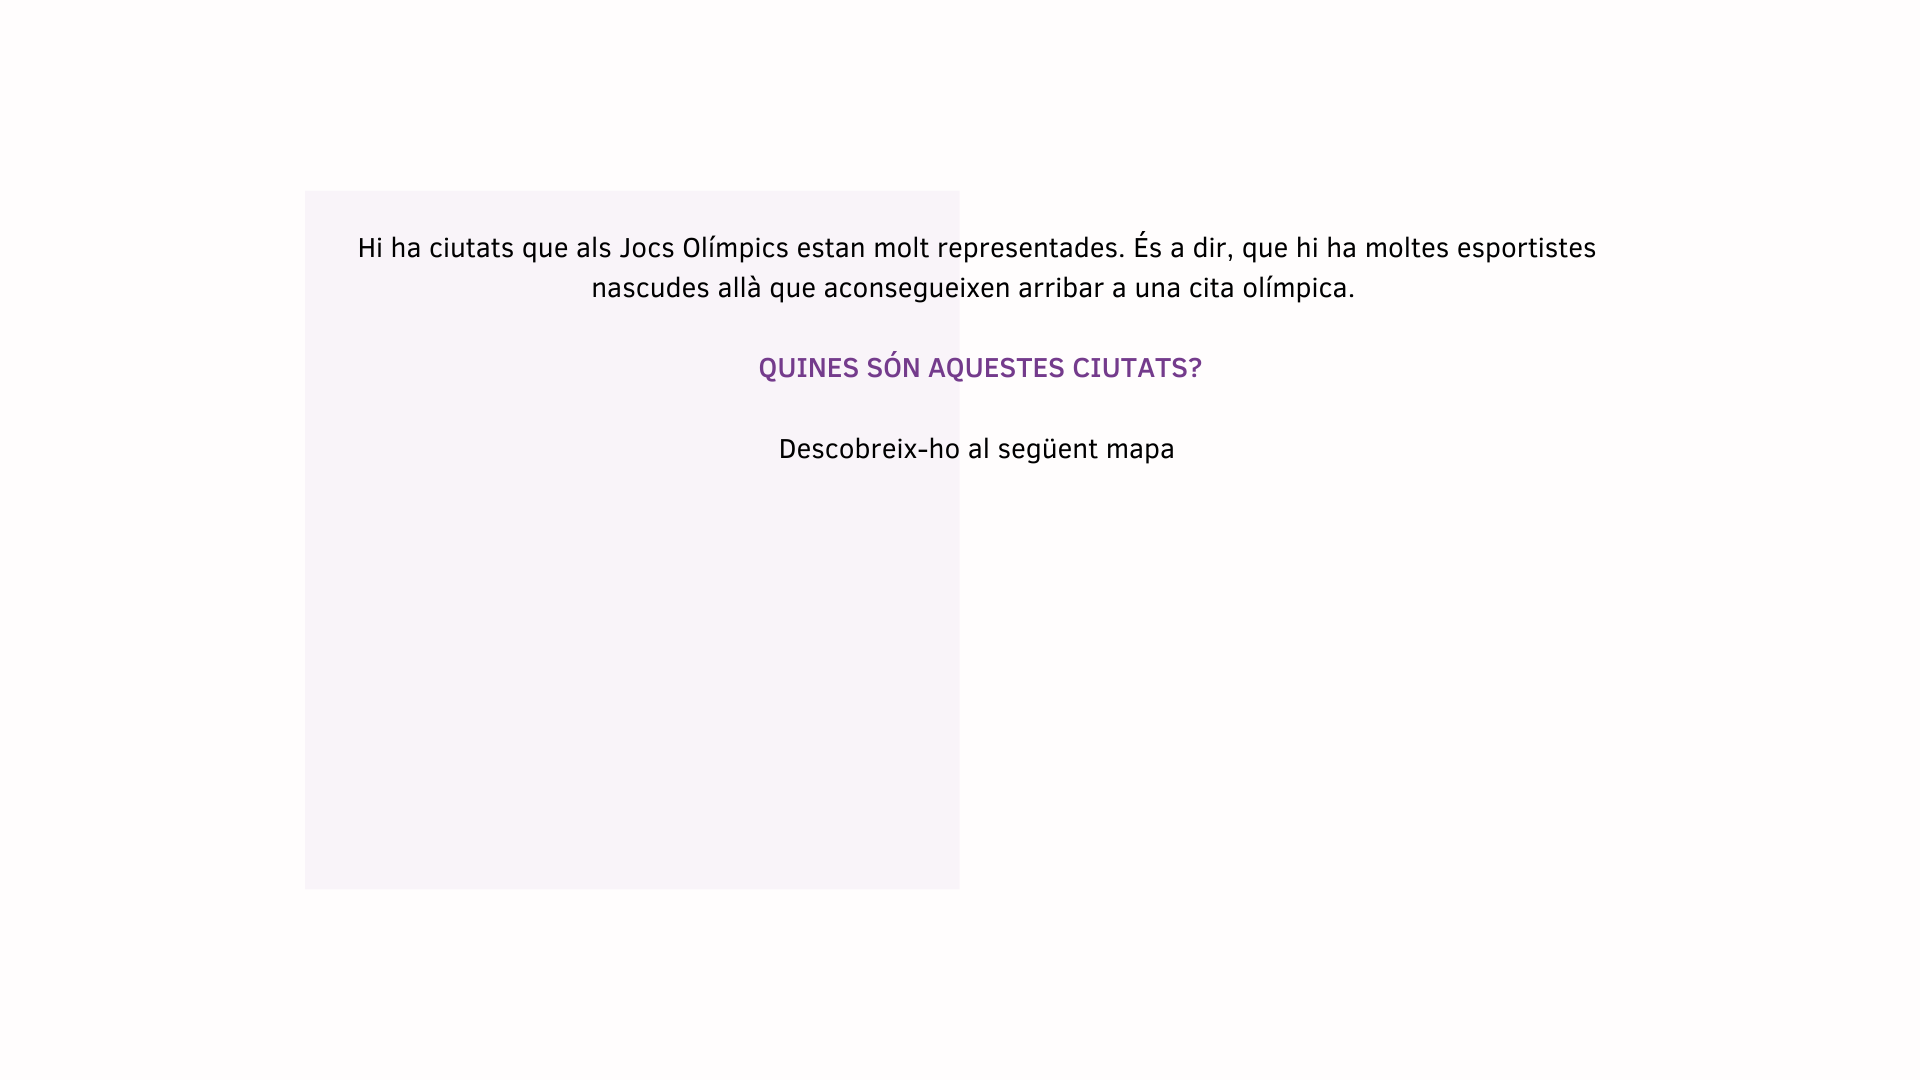 Hi ha ciutats que als Jocs Olímpics estan molt representades. És a dir, que hi ha moltes esportistes
nascudes allà que aconsegueixen arribar a una cita olímpica.
QUINES SÓN AQUESTES CIUTATS?
Descobreix-ho al següent mapa